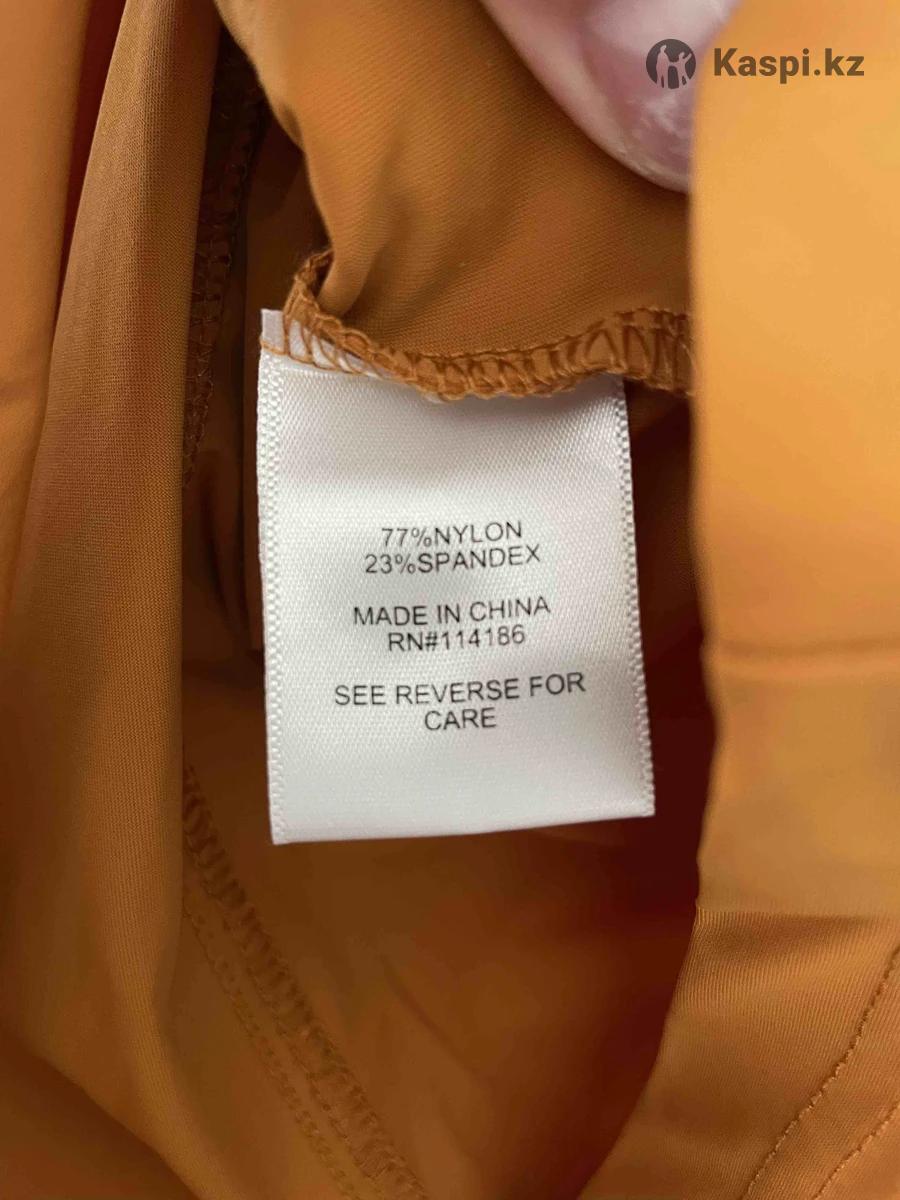 Kaspi.kz
77%NYLON
23%SPANDEX
MADE IN CHINA
RN#114186
SEE REVERSE FOR
CARE